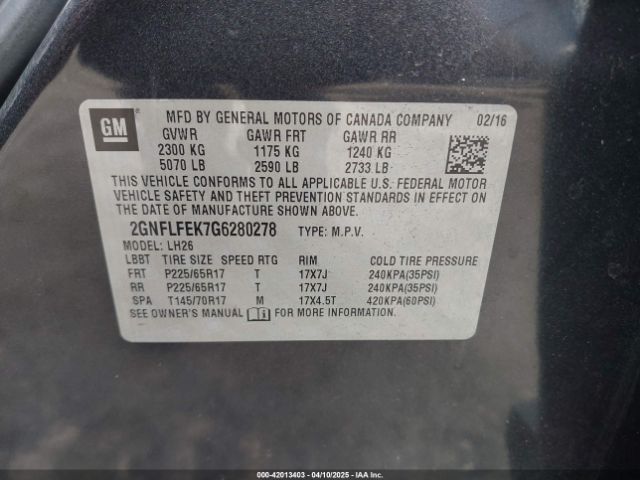 GM
MFD BY GENERAL MOTORS OF CANADA COMPANY 02/16
GVWR GAWR FRT GAWR RR
2300 KG 1175 KG 1240 KG
5070 LB 2590 LB 2733 LB
THIS VEHICLE CONFORMS TO ALL APPLICABLE U.S. FEDERAL MOTOR
VEHICLE SAFETY AND THEFT PREVENTION STANDARDS IN EFFECT ON
DATE OF MANUFACTURE SHOWN ABOVE.
2GNFLFEK7G6280278 TYPE: M.P.V.
MODEL: LH26
LBBT TIRE SIZE SPEED RTG RIM COLD TIRE PRESSURE
FRT P225/65R17 T 17X7J 240KPA(35PSI)
RR P225/65R17 T 17X7J 240KPA(35PSI)
SPA T145/70R17 M 17X4.5T 420KPA(60PSI)
SEE OWNER'S MANUAL FOR MORE INFORMATION.
000-42013403 - 04/10/2025 - IAAI.COM